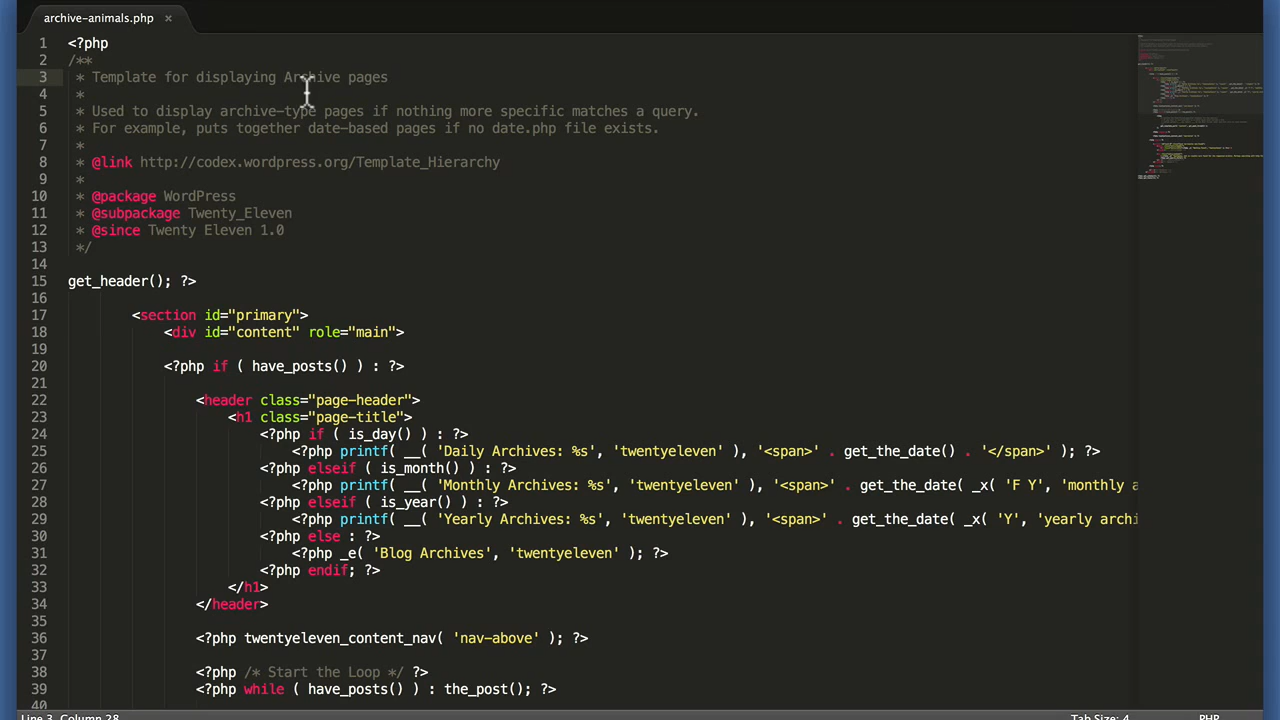 archive-animals.php ×
1 <?php
2 /**
3 * Template for displaying Archive pages
4 *
5 * Used to display archive-type pages if nothing more specific matches a query.
6 * For example, puts together date-based pages if no date.php file exists.
7 *
8 * @link http://codex.wordpress.org/Template_Hierarchy
9 *
10 * @package WordPress
11 * @subpackage Twenty_Eleven
12 * @since Twenty Eleven 1.0
13 */
14
15 get_header(); ?>
16
17 <section id="primary">
18 <div id="content" role="main">
19
20 <?php if ( have_posts() ) : ?>
21
22 <header class="page-header">
23 <h1 class="page-title">
24 <?php if ( is_day() ) : ?>
25 <?php printf( __( 'Daily Archives: %s', 'twentyeleven' ), '<span>' . get_the_date() . '</span>' ); ?>
26 <?php elseif ( is_month() ) : ?>
27 <?php printf( __( 'Monthly Archives: %s', 'twentyeleven' ), '<span>' . get_the_date( _x( 'F Y', 'monthly a
28 <?php elseif ( is_year() ) : ?>
29 <?php printf( __( 'Yearly Archives: %s', 'twentyeleven' ), '<span>' . get_the_date( _x( 'Y', 'yearly archi
30 <?php else : ?>
31 <?php _e( 'Blog Archives', 'twentyeleven' ); ?>
32 <?php endif; ?>
33 </h1>
34 </header>
35
36 <?php twentyeleven_content_nav( 'nav-above' ); ?>
37
38 <?php /* Start the Loop */ ?>
39 <?php while ( have_posts() ) : the_post(); ?>
40
Line 3, Column 28 Tab Size: 4 PHP